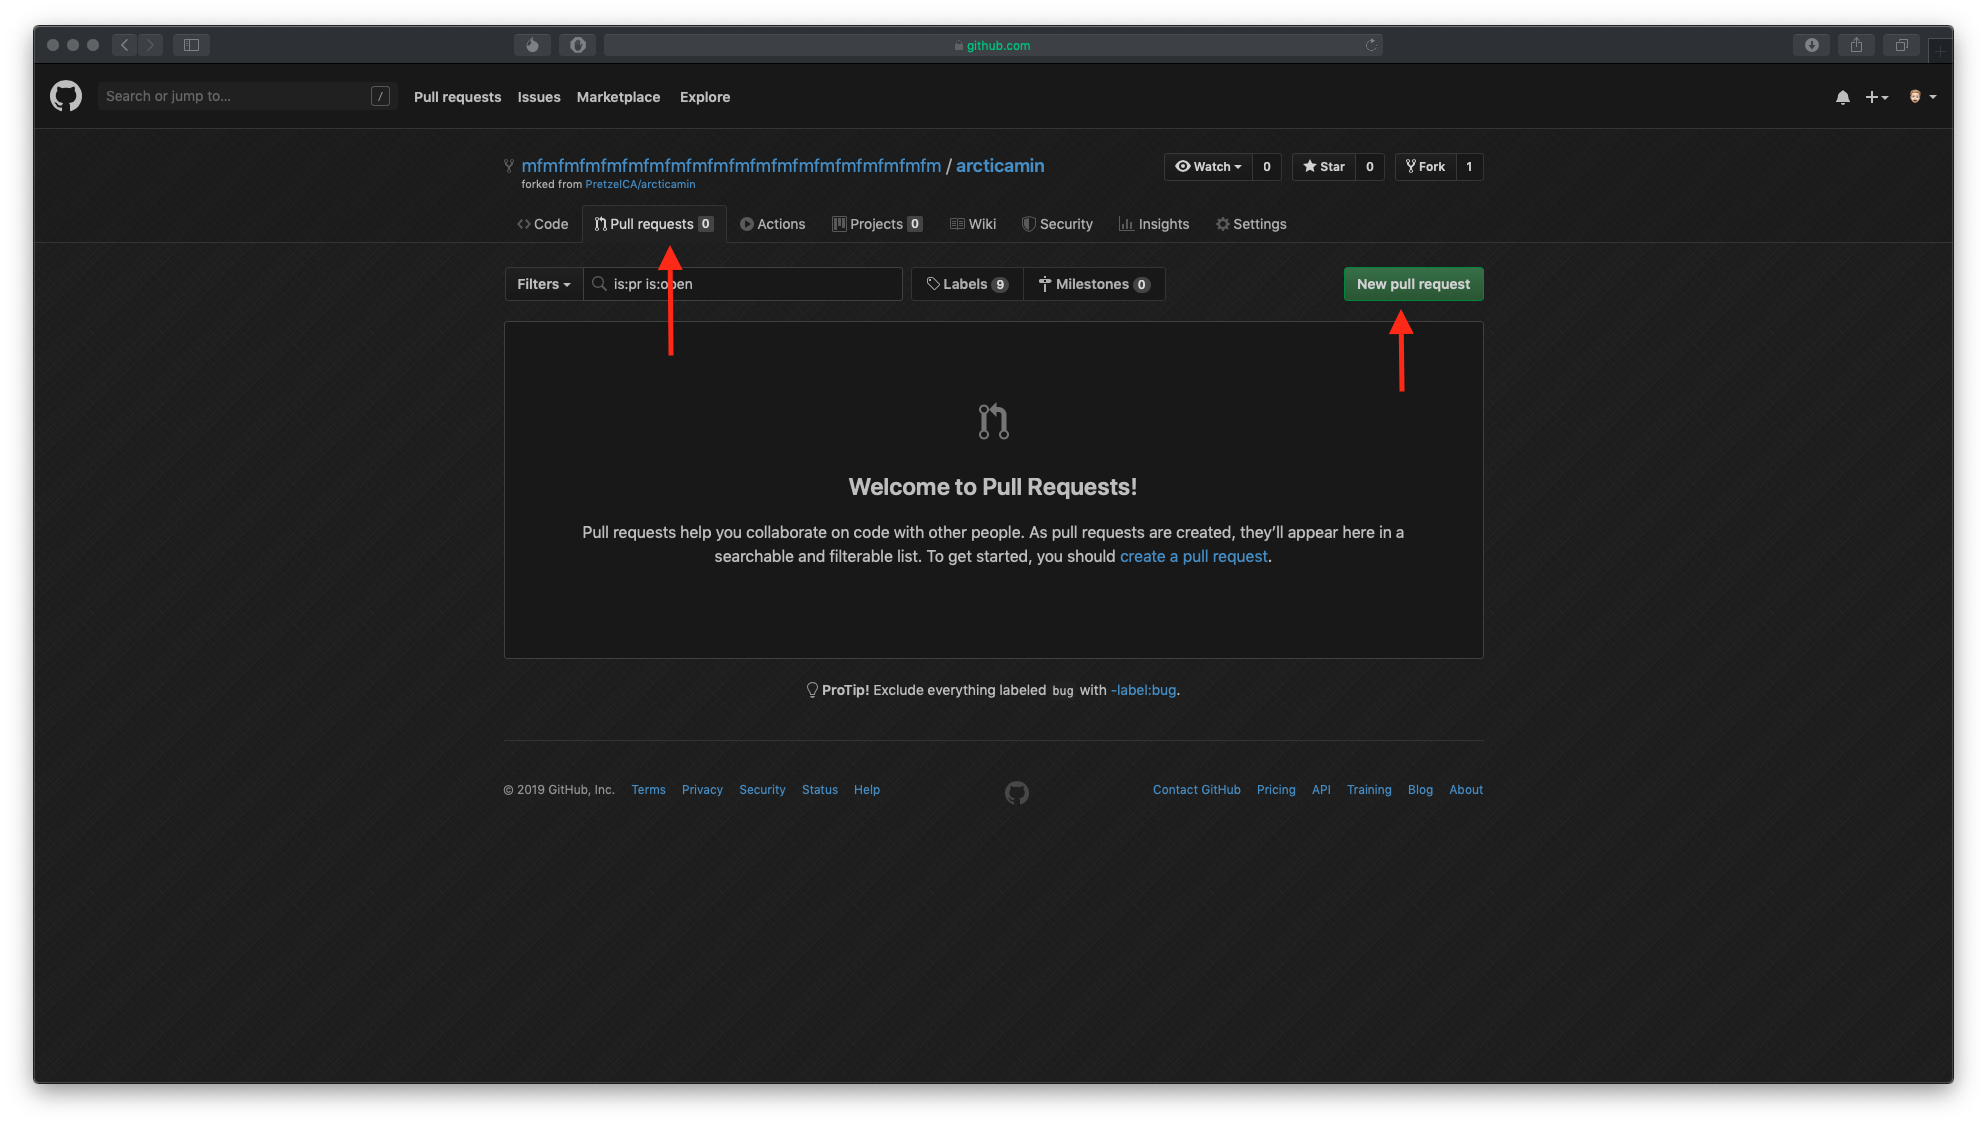 github.com
Search or jump to... /
Pull requests Issues Marketplace Explore
mfmfmfmfmfmfmfmfmfmfmfmfmfmfmfmfmfmfmfm / arcticamin
forked from PretzelCA/arcticamin
Watch 0 Star 0 Fork 1
Code Pull requests 0 Actions Projects 0 Wiki Security Insights Settings
Filters is:pr is:open Labels 9 Milestones 0 New pull request
Welcome to Pull Requests!
Pull requests help you collaborate on code with other people. As pull requests are created, they’ll appear here in a
searchable and filterable list. To get started, you should create a pull request.
ProTip! Exclude everything labeled bug with -label:bug.
© 2019 GitHub, Inc. Terms Privacy Security Status Help Contact GitHub Pricing API Training Blog About